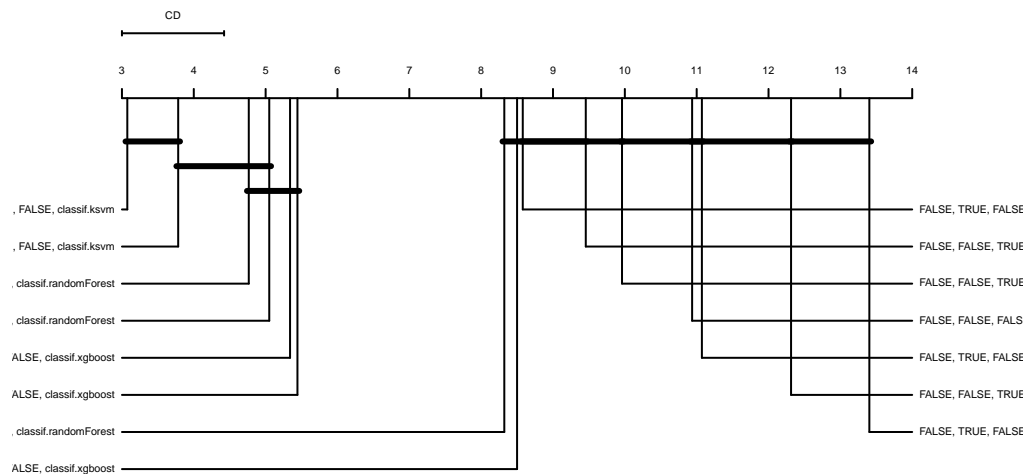 CD
3 4 5 6 7 8 9 10 11 12 13 14
, FALSE, classif.ksvm
, FALSE, classif.ksvm
, classif.randomForest
, classif.randomForest
ALSE, classif.xgboost
ALSE, classif.xgboost
, classif.randomForest
ALSE, classif.xgboost
FALSE, TRUE, FALSE
FALSE, FALSE, TRUE
FALSE, FALSE, TRUE
FALSE, FALSE, FALS
FALSE, TRUE, FALSE
FALSE, FALSE, TRUE
FALSE, TRUE, FALSE